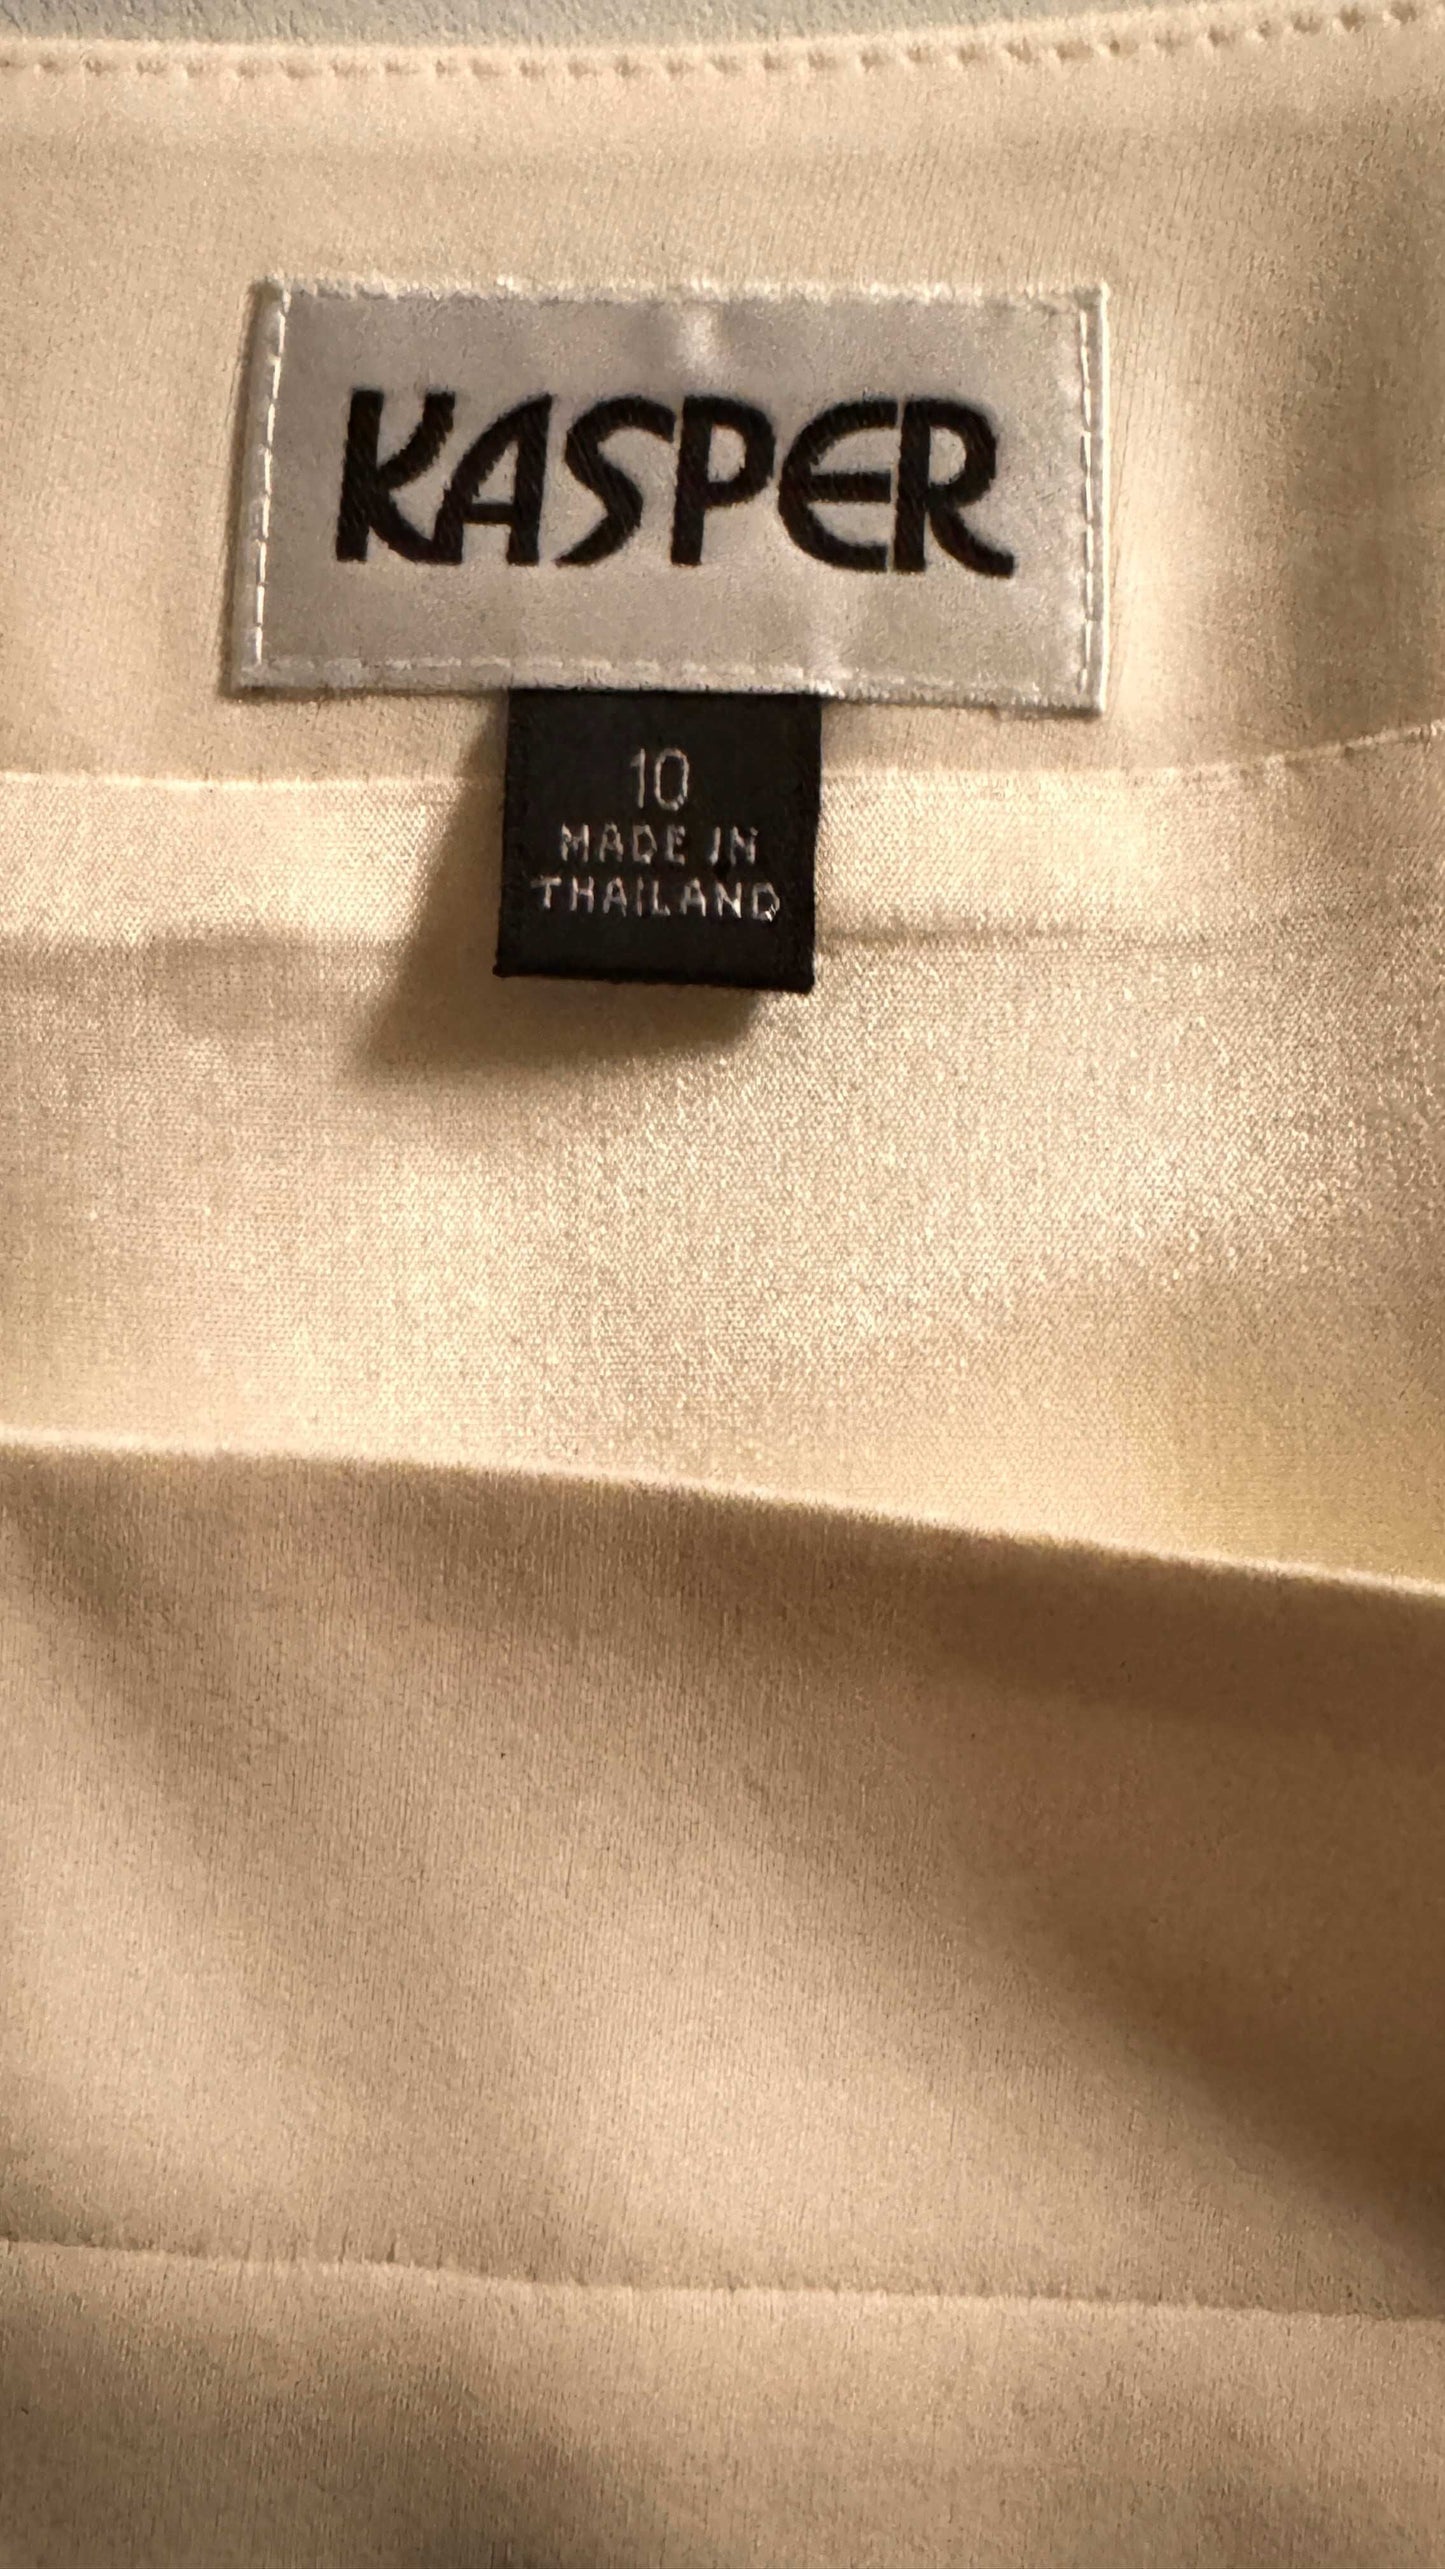 KASPER
10
MADE IN
THAILAND